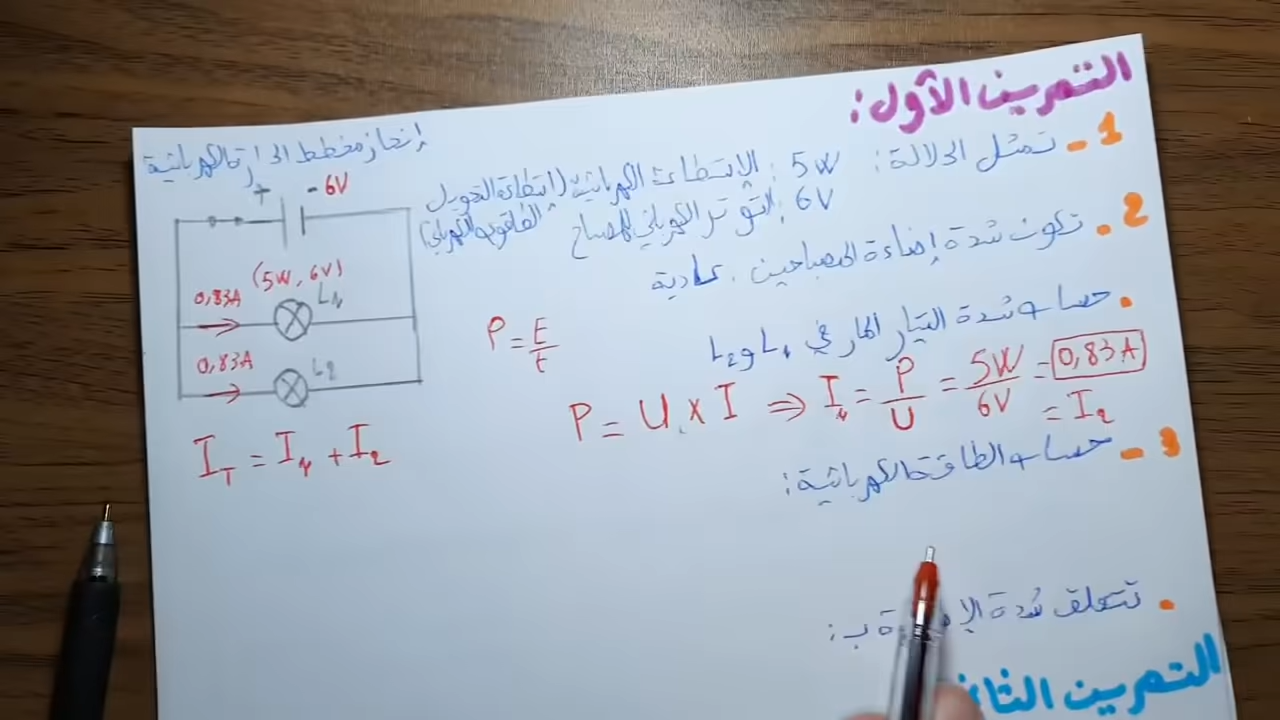 التمرين الأول:
1- تمثل الدلالة: 5W: الاستطاعة الكهربائية (استطاعة التحويل الطاقوي الكهربائي)
6V: التوتر الكهربائي للمصباح
2. تكون شدة إضاءة المصباحين: عادية
. حساب شدة التيار المار في L1 و L2
P = E/t
P = U × I ⇒ I1 = P/U = 5W/6V = 0,83A
= I2
3- حساب الطاقة الكهربائية:
. تتعلق شدة الإ ءة ب:
التمرين الثان
إنجاز مخطط الدارة الكهربائية
+ - 6V
(5W, 6V)
0,83A L1
0,83A L2
IT = I1 + I2